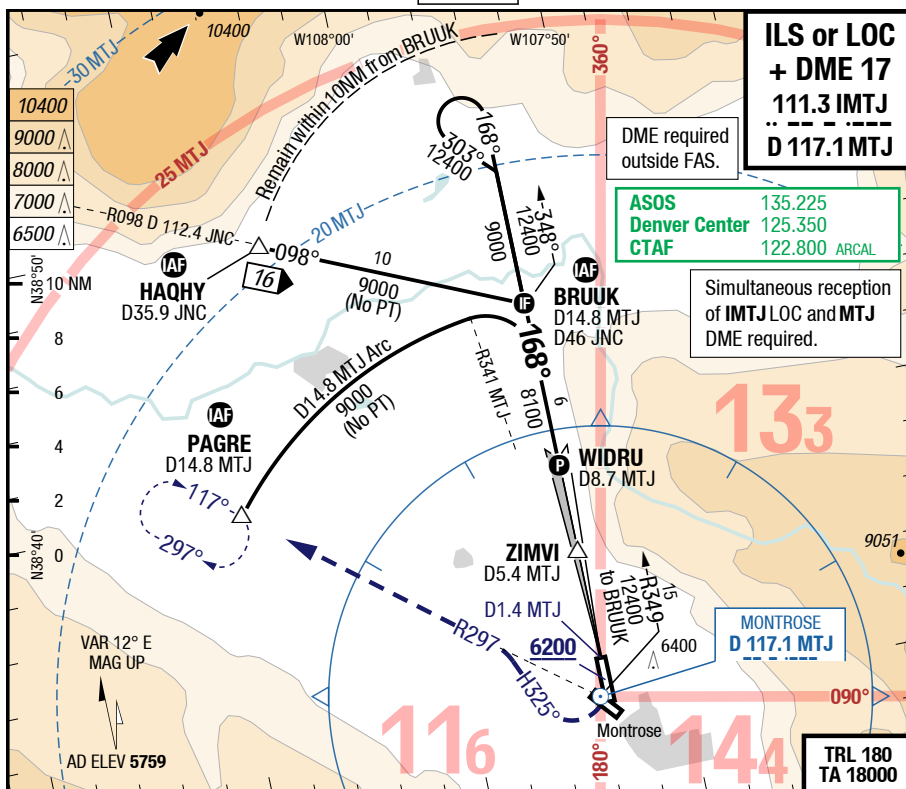 10400
W108°00'
W107°50'
360°
30 MTJ
Remain within 10NM from BRUUK
ILS or LOC
+ DME 17
111.3 IMTJ
D 117.1 MTJ
10400
9000
8000
7000
6500
25 MTJ
168°
303°
12400
9000
348°
12400
DME required
outside FAS.
ASOS 135.225
Denver Center 125.350
CTAF 122.800 ARCAL
R098 D 112.4 JNC
20 MTJ
098°
10
9000
(No PT)
16
IAF
HAQHY
D35.9 JNC
N38°50'
10 NM
8
6
4
2
0
N38°40'
IF
IAF
BRUUK
D14.8 MTJ
D46 JNC
Simultaneous reception
of IMTJ LOC and MTJ
DME required.
168°
R341 MTJ
6
8100
D14.8 MTJ Arc
9000
(No PT)
133
IAF
PAGRE
D14.8 MTJ
P
WIDRU
D8.7 MTJ
117°
297°
ZIMVI
D5.4 MTJ
9051
D1.4 MTJ
R349
15
12400
to BRUUK
R297
H325°
6200
6400
MONTROSE
D 117.1 MTJ
VAR 12° E
MAG UP
AD ELEV 5759
090°
Montrose
180°
116
144
TRL 180
TA 18000